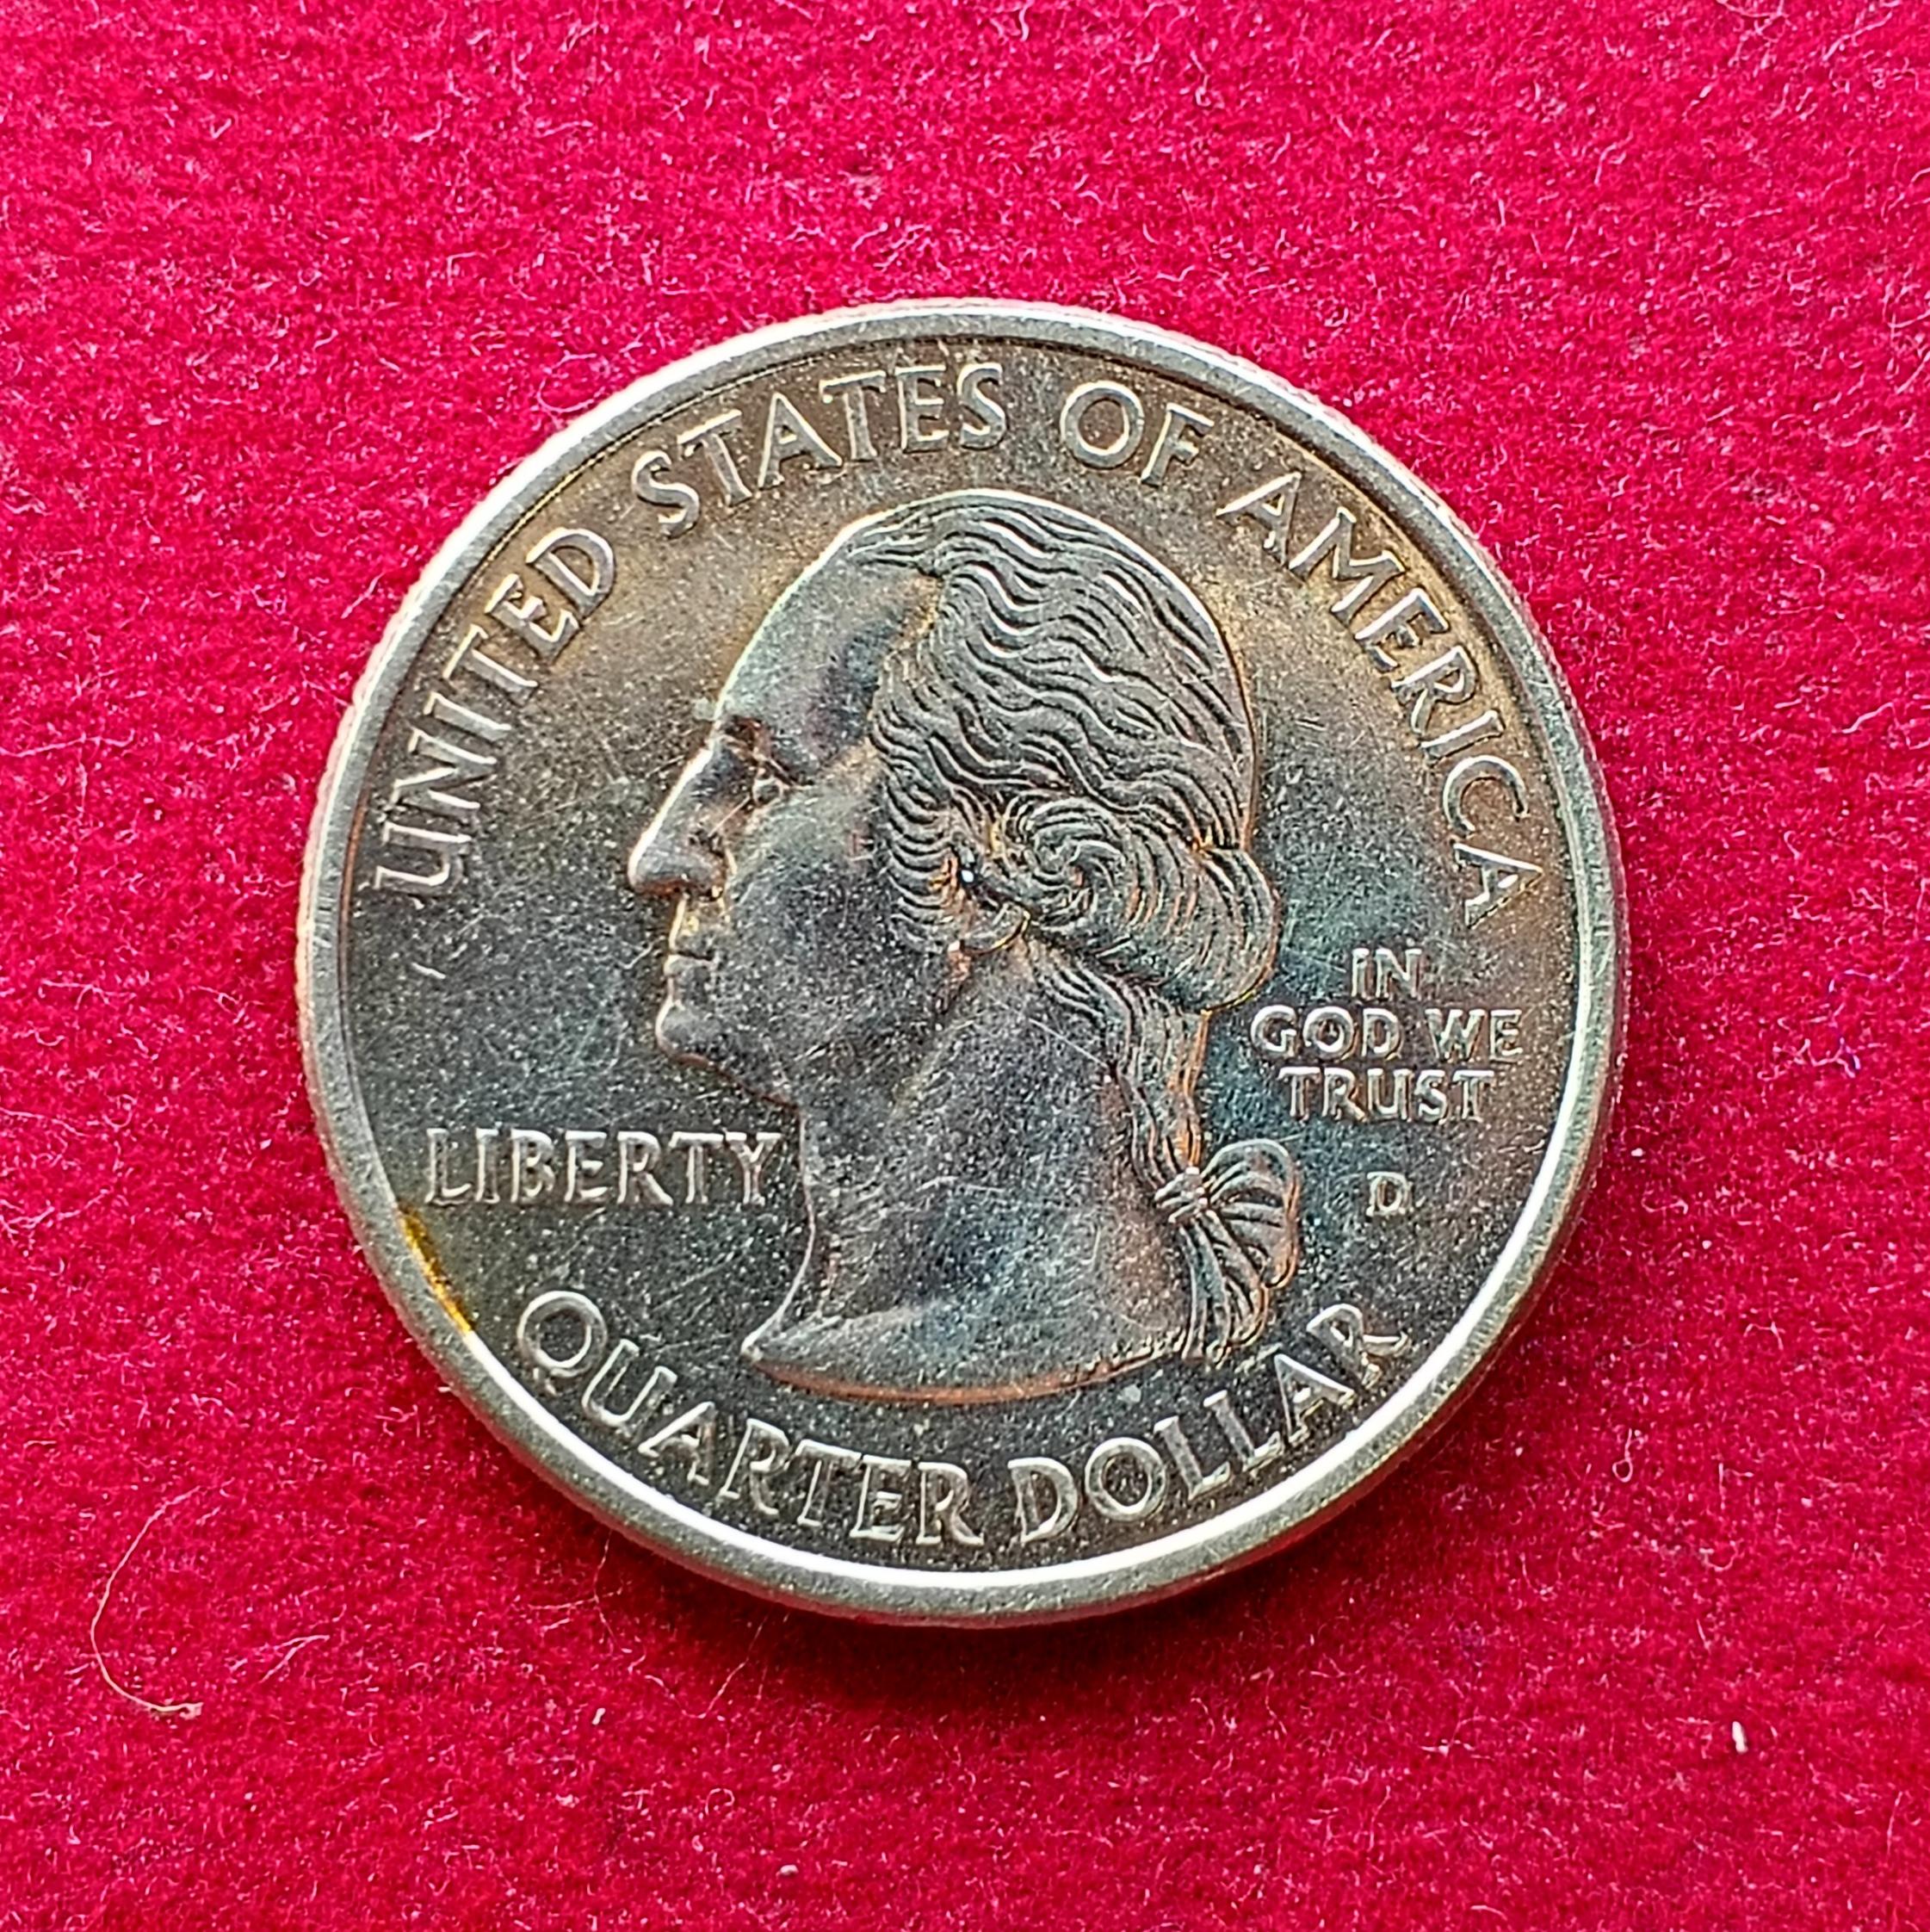 UNITED STATES OF AMERICA
LIBERTY
IN
GOD WE
TRUST
D
QUARTER DOLLAR